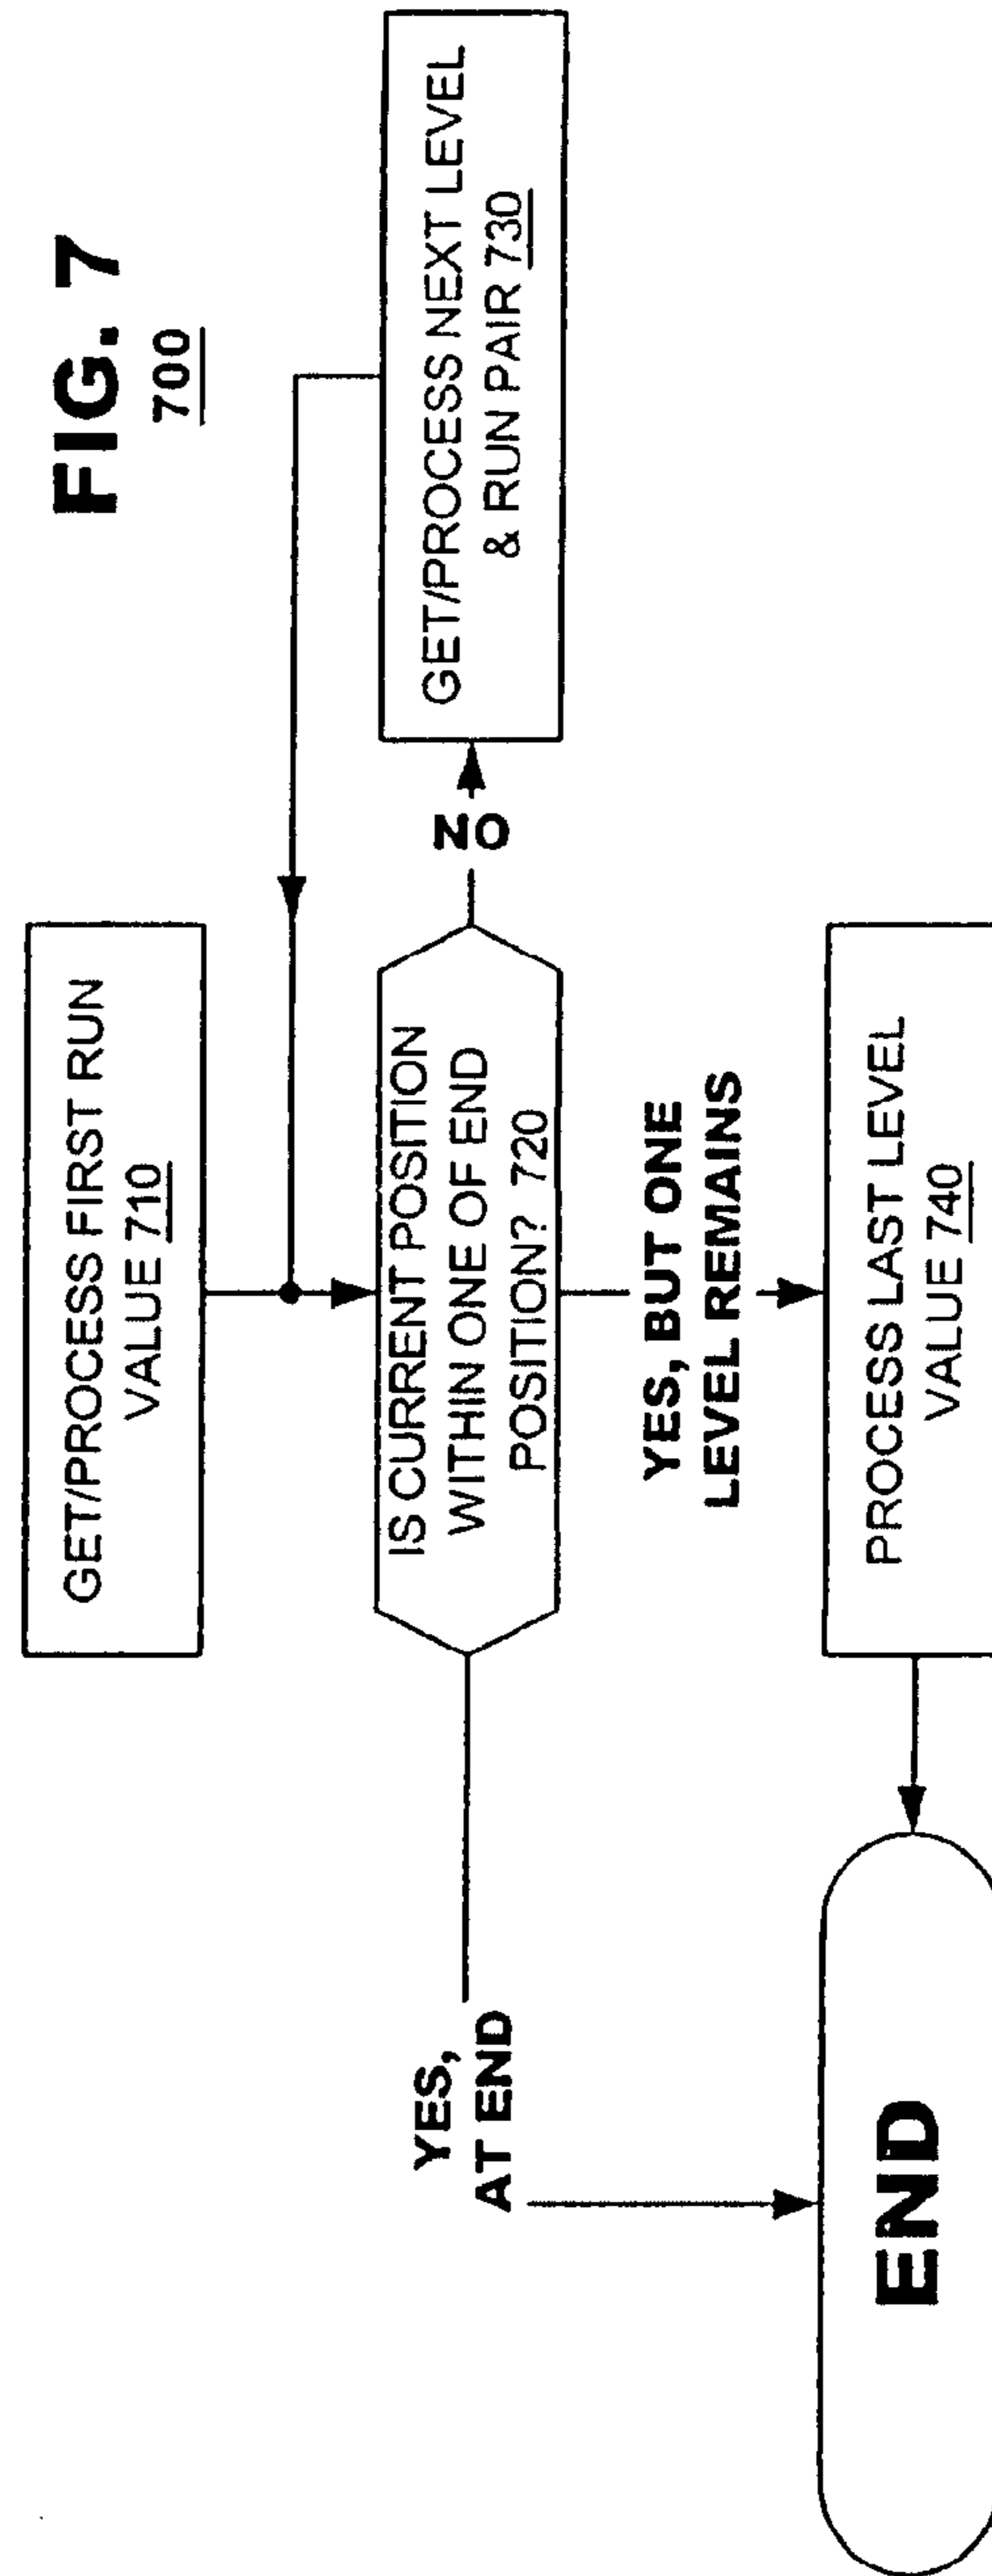 FIG. 7
700
GET/PROCESS FIRST RUN
VALUE 710
IS CURRENT POSITION
WITHIN ONE OF END
POSITION? 720
NO
GET/PROCESS NEXT LEVEL
& RUN PAIR 730
YES,
AT END
YES, BUT ONE
LEVEL REMAINS
PROCESS LAST LEVEL
VALUE 740
END